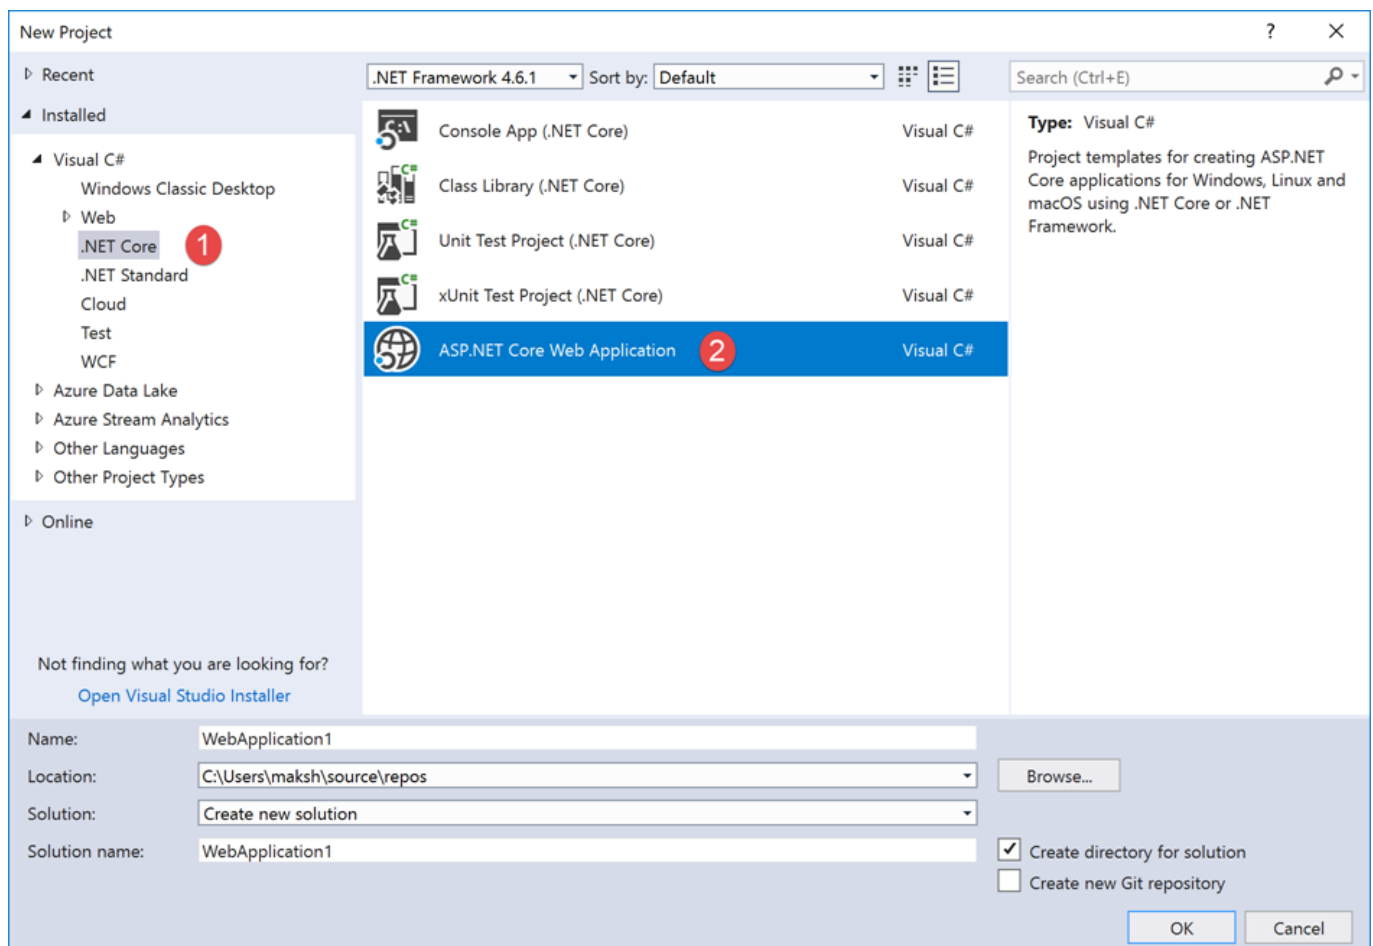 New Project
?
Recent
.NET Framework 4.6.1
Sort by:
Default
Search (Ctrl+E)
Installed
Visual C#
Windows Classic Desktop
Web
.NET Core
1
.NET Standard
Cloud
Test
WCF
Azure Data Lake
Azure Stream Analytics
Other Languages
Other Project Types
Online
Not finding what you are looking for?
Open Visual Studio Installer
C:\
Console App (.NET Core)
Visual C#
C#
Class Library (.NET Core)
Visual C#
C#
Unit Test Project (.NET Core)
Visual C#
C#
xUnit Test Project (.NET Core)
Visual C#
ASP.NET Core Web Application
2
Visual C#
Type: Visual C#
Project templates for creating ASP.NET
Core applications for Windows, Linux and
macOS using .NET Core or .NET
Framework.
Name:
WebApplication1
Location:
C:\Users\maksh\source\repos
Browse...
Solution:
Create new solution
Solution name:
WebApplication1
Create directory for solution
Create new Git repository
OK
Cancel